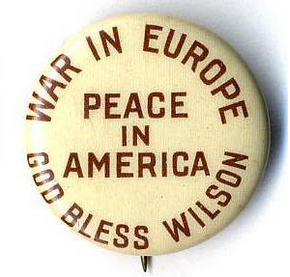 WAR IN EUROPE
PEACE
IN
AMERICA
GOD BLESS WILSON